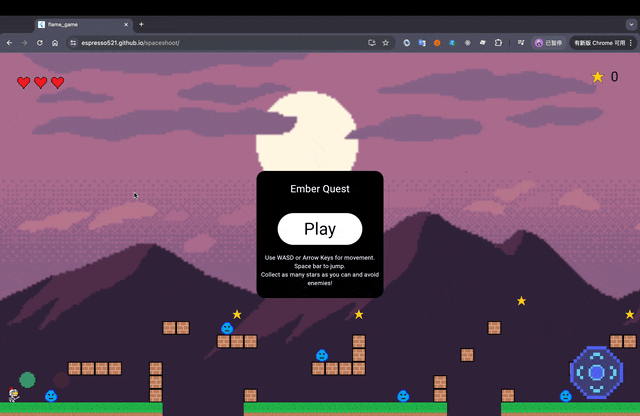 flame_game
espresso521.github.io/spaceshoot/
已暂停
有新版 Chrome 可用
0
Ember Quest
Play
Use WASD or Arrow Keys for movement.
Space bar to jump.
Collect as many stars as you can and avoid
enemies!